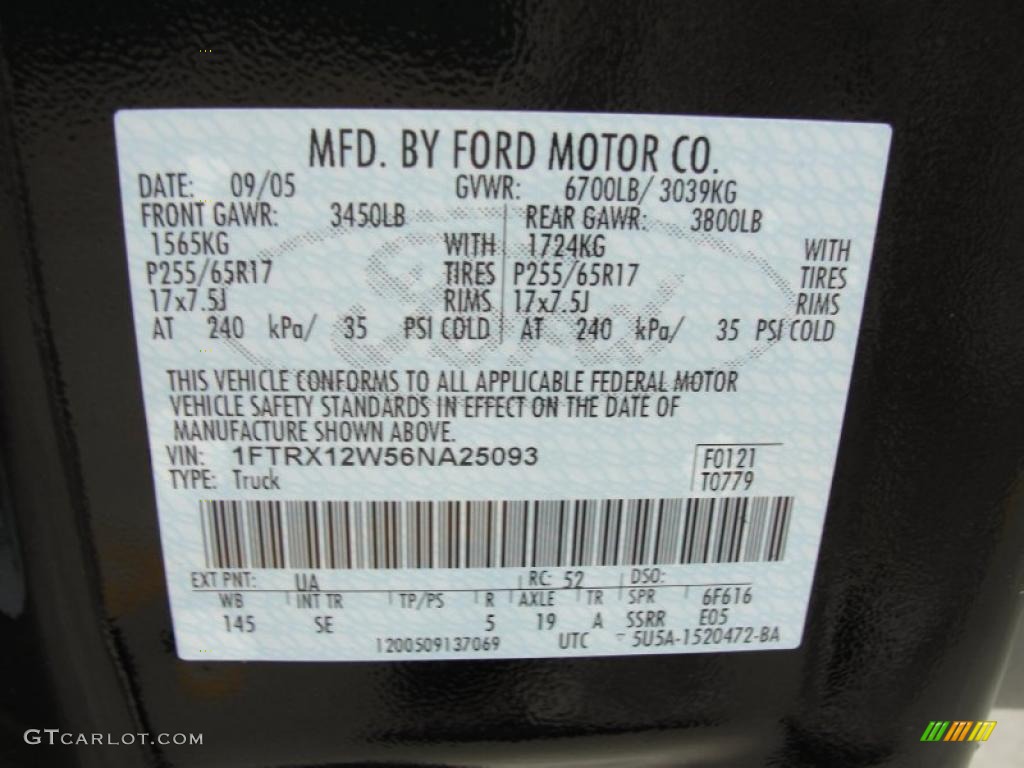 MFD. BY FORD MOTOR CO.
DATE: 09/05 GVWR: 6700LB/ 3039KG
FRONT GAWR: 3450LB REAR GAWR: 3800LB
1565KG WITH 1724KG WITH
P255/65R17 TIRES P255/65R17 TIRES
17x7.5J RIMS 17x7.5J RIMS
AT 240 kPa/ 35 PSI COLD AT 240 kPa/ 35 PSI COLD
THIS VEHICLE CONFORMS TO ALL APPLICABLE FEDERAL MOTOR
VEHICLE SAFETY STANDARDS IN EFFECT ON THE DATE OF
MANUFACTURE SHOWN ABOVE.
VIN: 1FTRX12W56NA25093 F0121
TYPE: Truck T0779
EXT PNT: UA RC: 52 DSO:
WB INT TR TP/PS R AXLE TR SPR 6F616
145 SE 5 19 A SSRR E05
1200509137069 UTC 5U5A-1520472-BA
GTCARLOT.COM